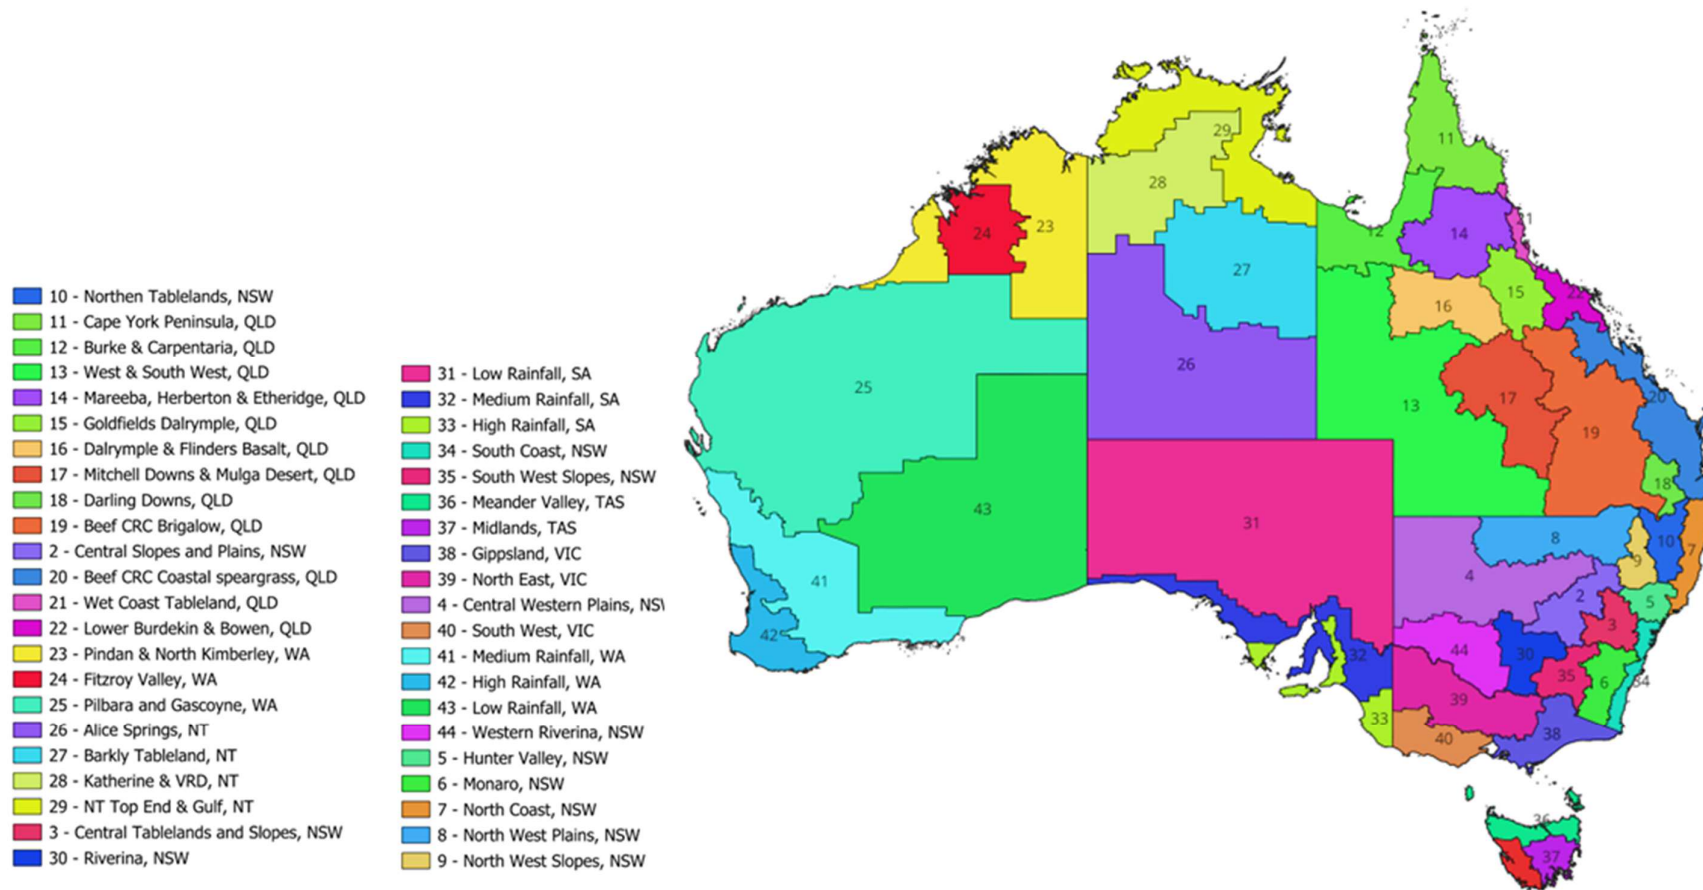 10 - Northen Tablelands, NSW
11 - Cape York Peninsula, QLD
12 - Burke & Carpentaria, QLD
13 - West & South West, QLD
14 - Mareeba, Herberton & Etheridge, QLD
15 - Goldfields Dalrymple, QLD
16 - Dalrymple & Flinders Basalt, QLD
17 - Mitchell Downs & Mulga Desert, QLD
18 - Darling Downs, QLD
19 - Beef CRC Brigalow, QLD
2 - Central Slopes and Plains, NSW
20 - Beef CRC Coastal speargrass, QLD
21 - Wet Coast Tableland, QLD
22 - Lower Burdekin & Bowen, QLD
23 - Pindan & North Kimberley, WA
24 - Fitzroy Valley, WA
25 - Pilbara and Gascoyne, WA
26 - Alice Springs, NT
27 - Barkly Tableland, NT
28 - Katherine & VRD, NT
29 - NT Top End & Gulf, NT
3 - Central Tablelands and Slopes, NSW
30 - Riverina, NSW
31 - Low Rainfall, SA
32 - Medium Rainfall, SA
33 - High Rainfall, SA
34 - South Coast, NSW
35 - South West Slopes, NSW
36 - Meander Valley, TAS
37 - Midlands, TAS
38 - Gippsland, VIC
39 - North East, VIC
4 - Central Western Plains, NS
40 - South West, VIC
41 - Medium Rainfall, WA
42 - High Rainfall, WA
43 - Low Rainfall, WA
44 - Western Riverina, NSW
5 - Hunter Valley, NSW
6 - Monaro, NSW
7 - North Coast, NSW
8 - North West Plains, NSW
9 - North West Slopes, NSW
11
29
28
21
23
24
12
14
27
15
22
16
26
25
13
17
20
19
18
43
31
8
10
7
9
4
41
2
5
3
42
32
44
30
35
6
34
39
33
40
38
36
37